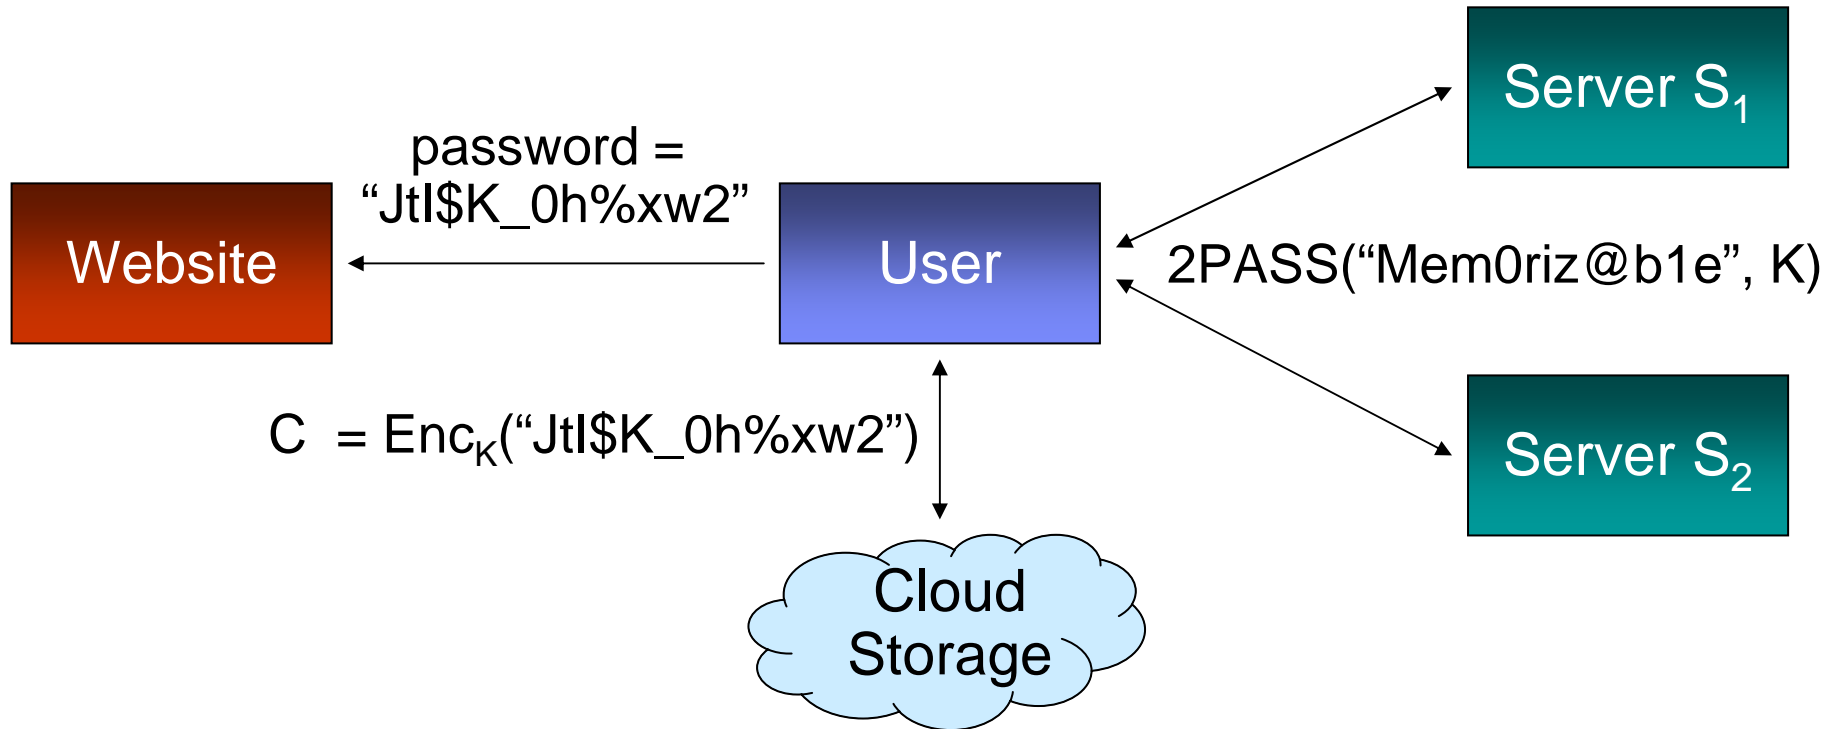 Server S₁
password =
“JtI$K_0h%xw2”
Website
User
2PASS(“Mem0riz@b1e”, K)
C = Encₖ(“JtI$K_0h%xw2”)
Server S₂
Cloud
Storage